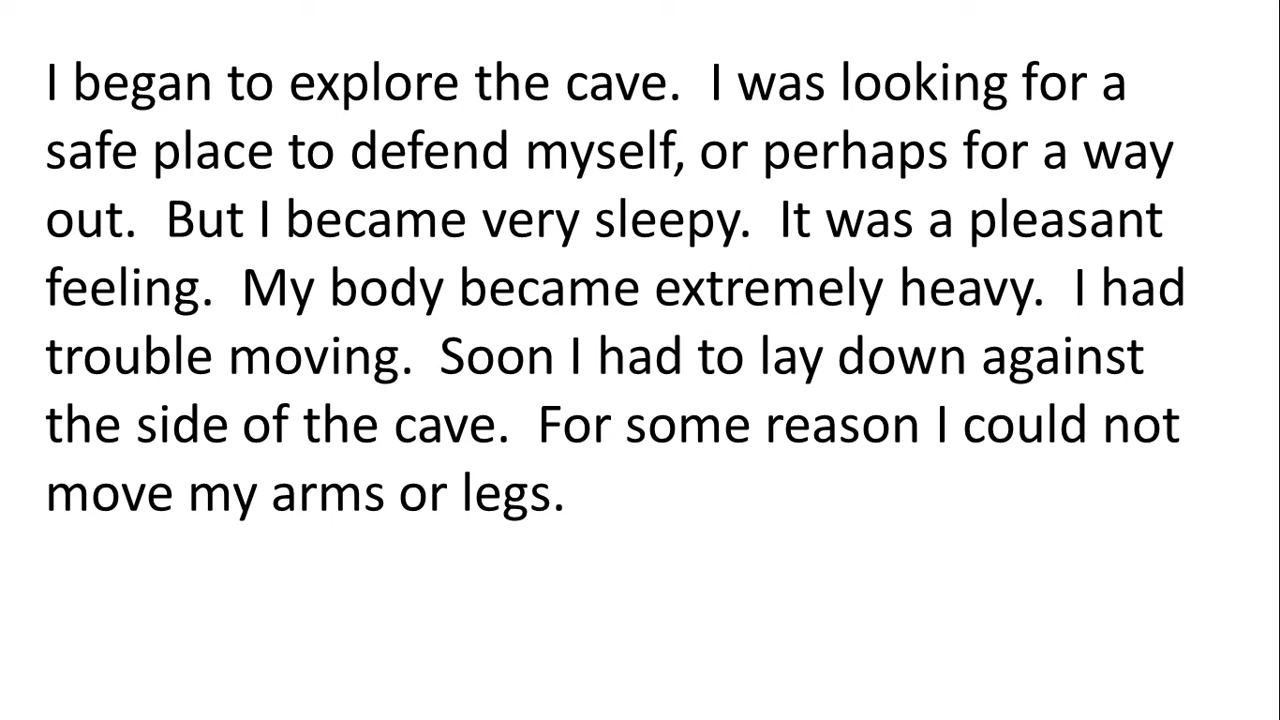 I began to explore the cave.  I was looking for a
safe place to defend myself, or perhaps for a way
out.  But I became very sleepy.  It was a pleasant
feeling.  My body became extremely heavy.  I had
trouble moving.  Soon I had to lay down against
the side of the cave.  For some reason I could not
move my arms or legs.